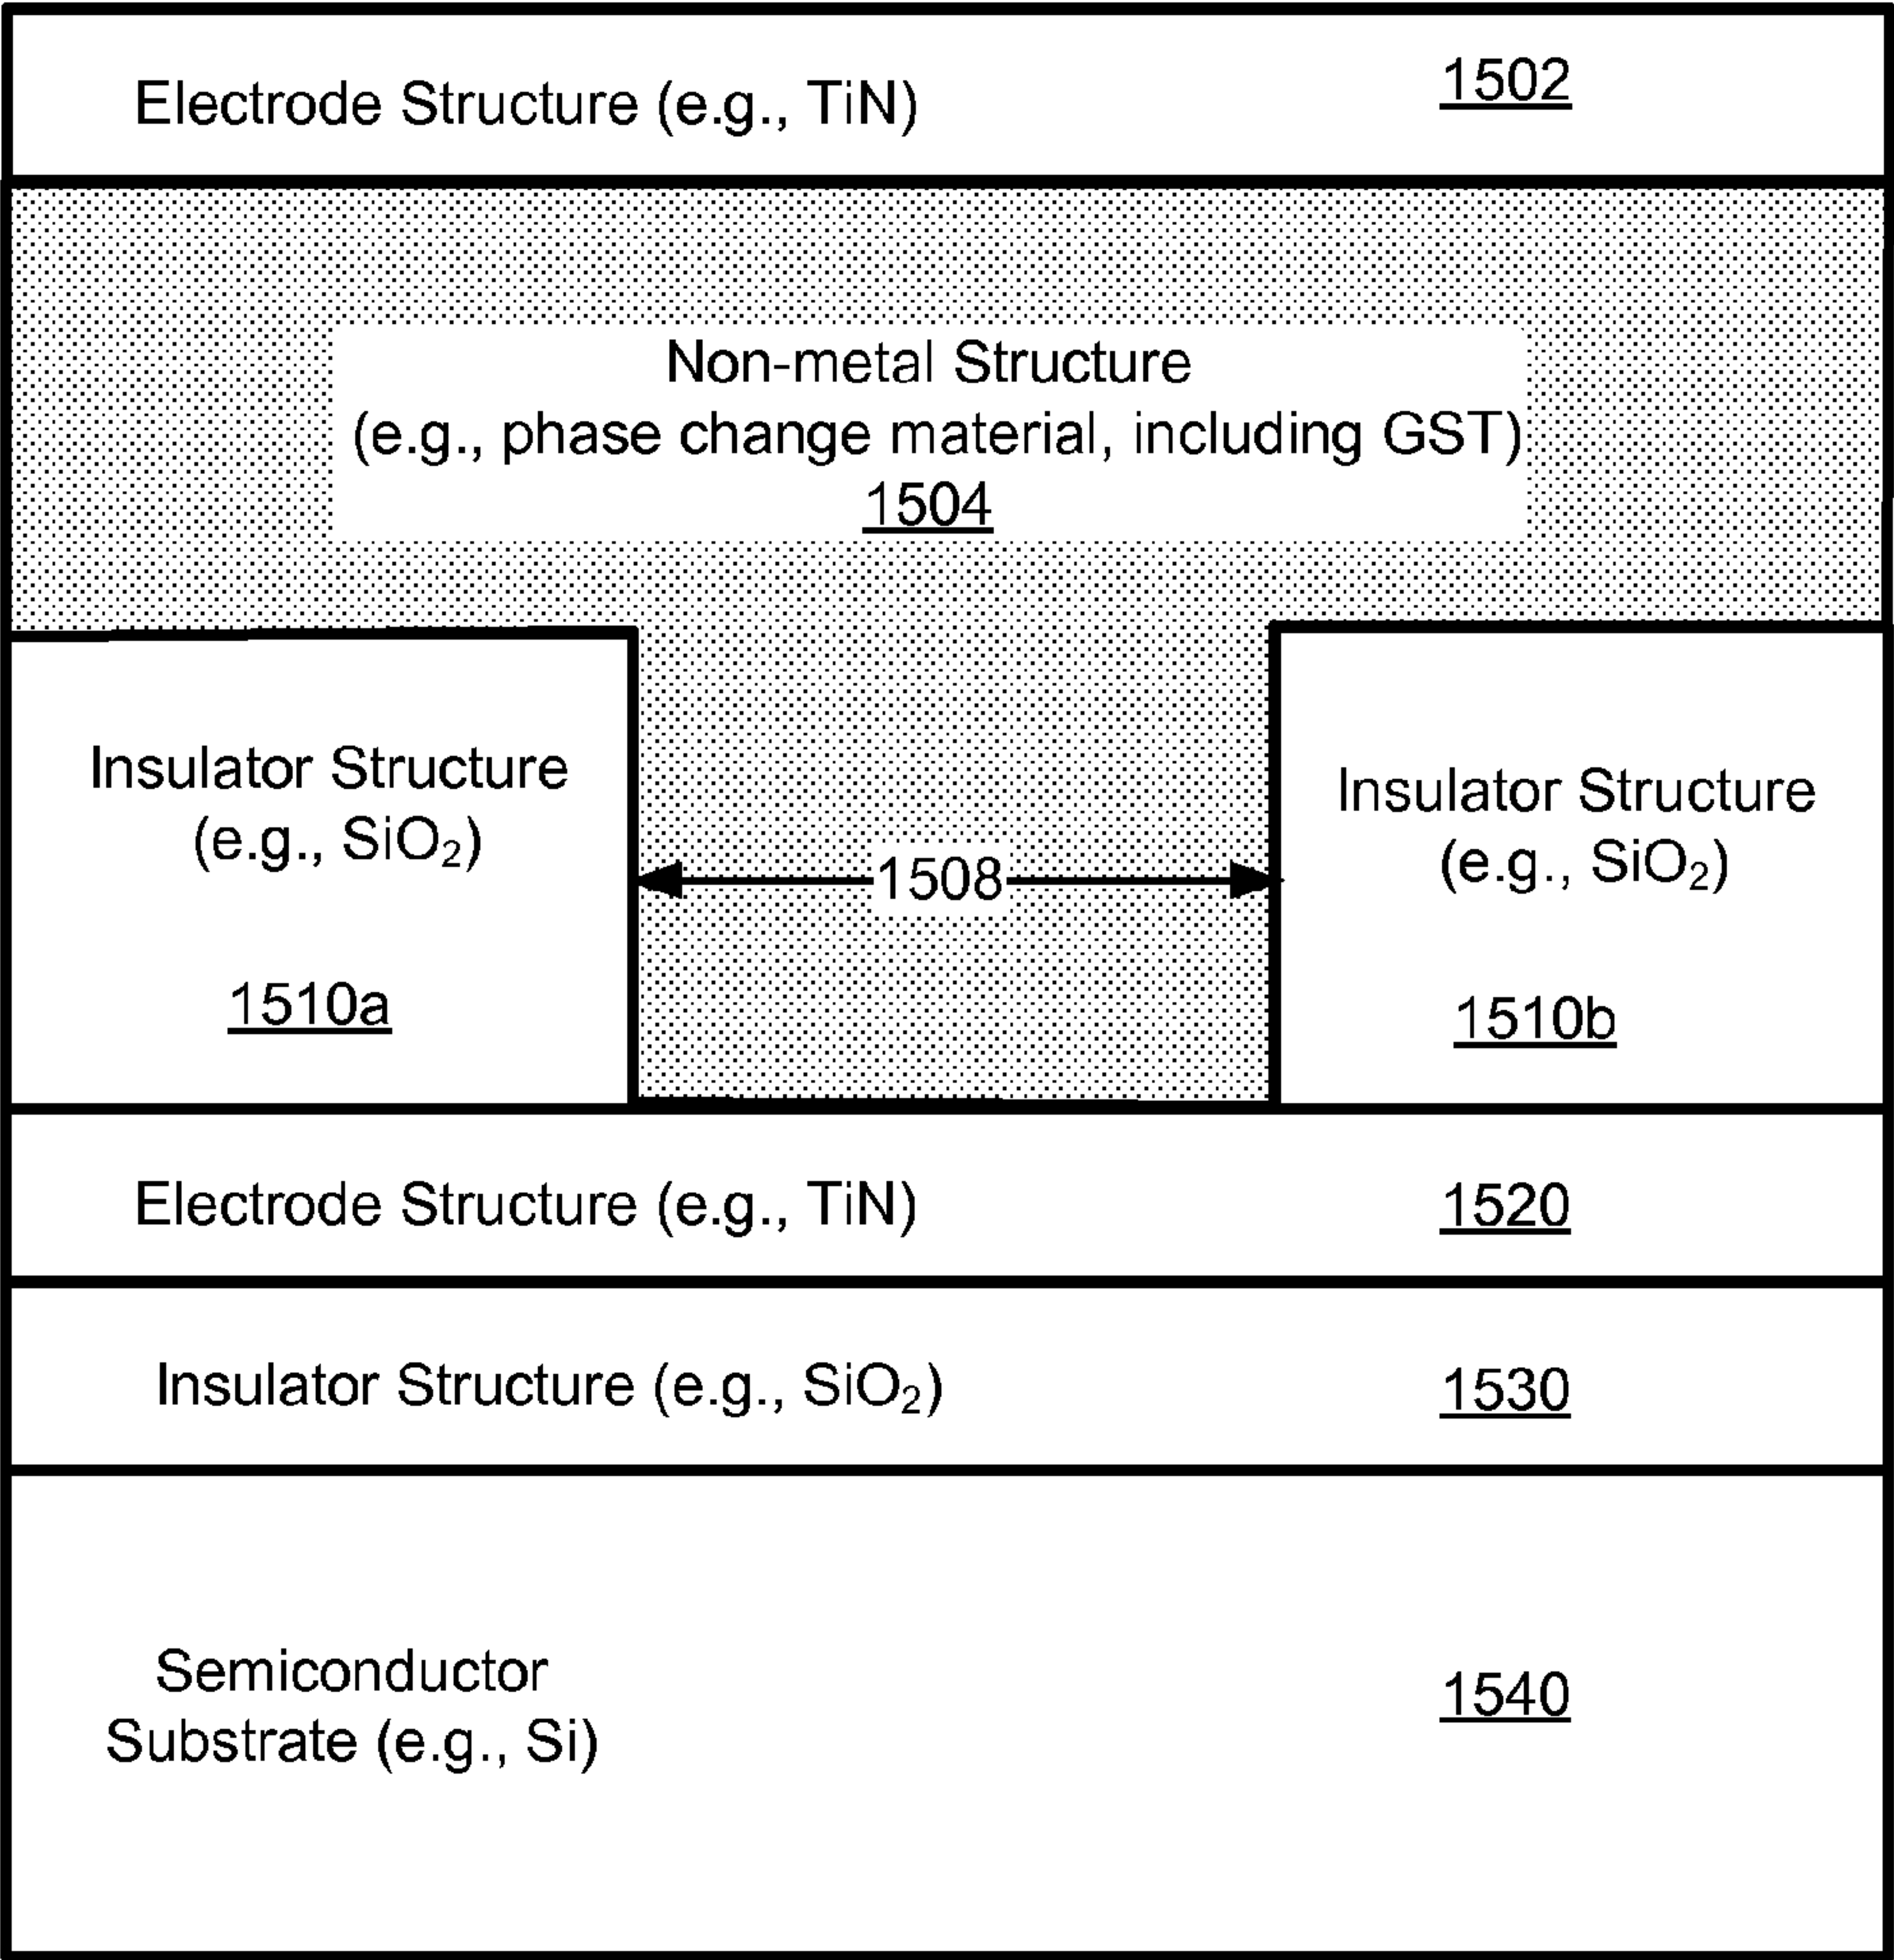 Electrode Structure (e.g., TiN) 1502
Non-metal Structure
(e.g., phase change material, including GST)
1504
Insulator Structure
(e.g., SiO₂)
1510a
1508
Insulator Structure
(e.g., SiO₂)
1510b
Electrode Structure (e.g., TiN) 1520
Insulator Structure (e.g., SiO₂) 1530
Semiconductor
Substrate (e.g., Si)
1540